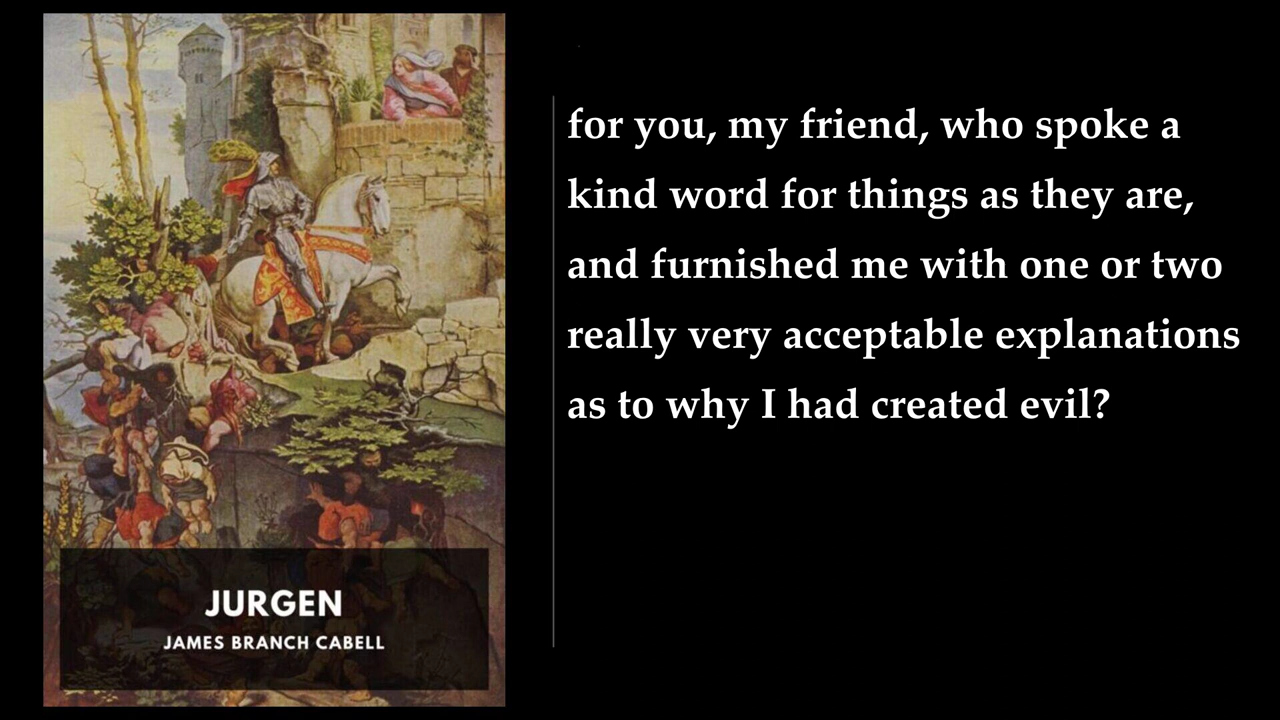 for you, my friend, who spoke a
kind word for things as they are,
and furnished me with one or two
really very acceptable explanations
as to why I had created evil?
JURGEN
JAMES BRANCH CABELL